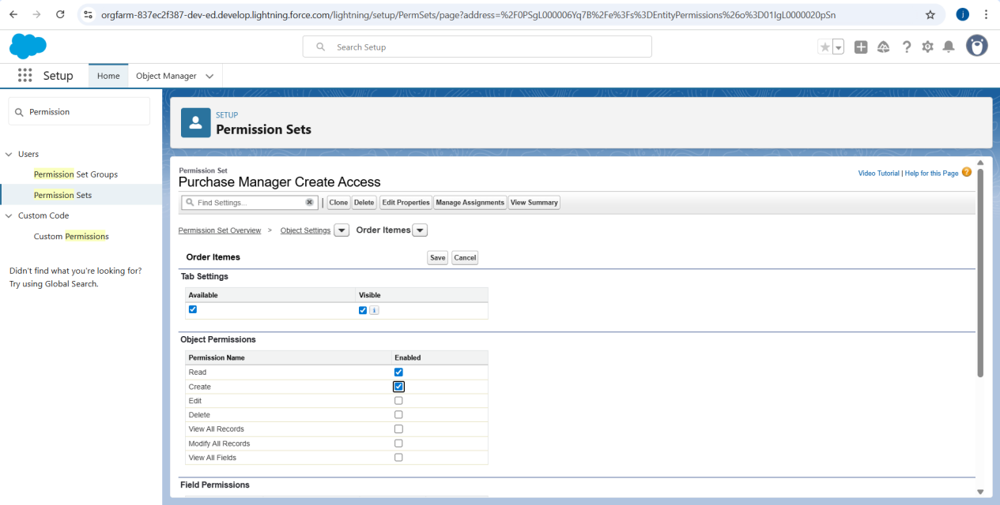 orgfarm-837ec2f387-dev-ed.develop.lightning.force.com/lightning/setup/PermSets/page?address=%2F0PSgL000006Yq7B%2Fe%3Fs%3DEntityPermissions%26o%3D01IgL0000020pSn
J
Search Setup
Setup
Home
Object Manager
Permission
Users
Permission Set Groups
Permission Sets
Custom Code
Custom Permissions
Didn't find what you're looking for?
Try using Global Search.
SETUP
Permission Sets
Permission Set
Purchase Manager Create Access
Video Tutorial | Help for this Page ?
Find Settings... | Clone Delete Edit Properties Manage Assignments View Summary
Permission Set Overview > Object Settings Order Itemes
Order Itemes Save Cancel
Tab Settings
Available Visible
i
Object Permissions
Permission Name Enabled
Read
Create
Edit
Delete
View All Records
Modify All Records
View All Fields
Field Permissions